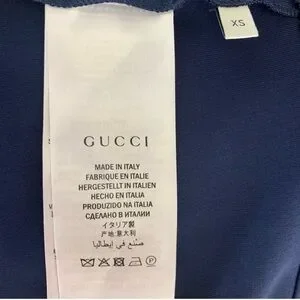 XS
GUCCI
MADE IN ITALY
FABRIQUE EN ITALIE
HERGESTELLT IN ITALIEN
HECHO EN ITALIA
PRODUZIDO NA ITALIA
СДЕЛАНО В ИТАЛИИ
イタリア製
产地:意大利
صنع في إيطاليا